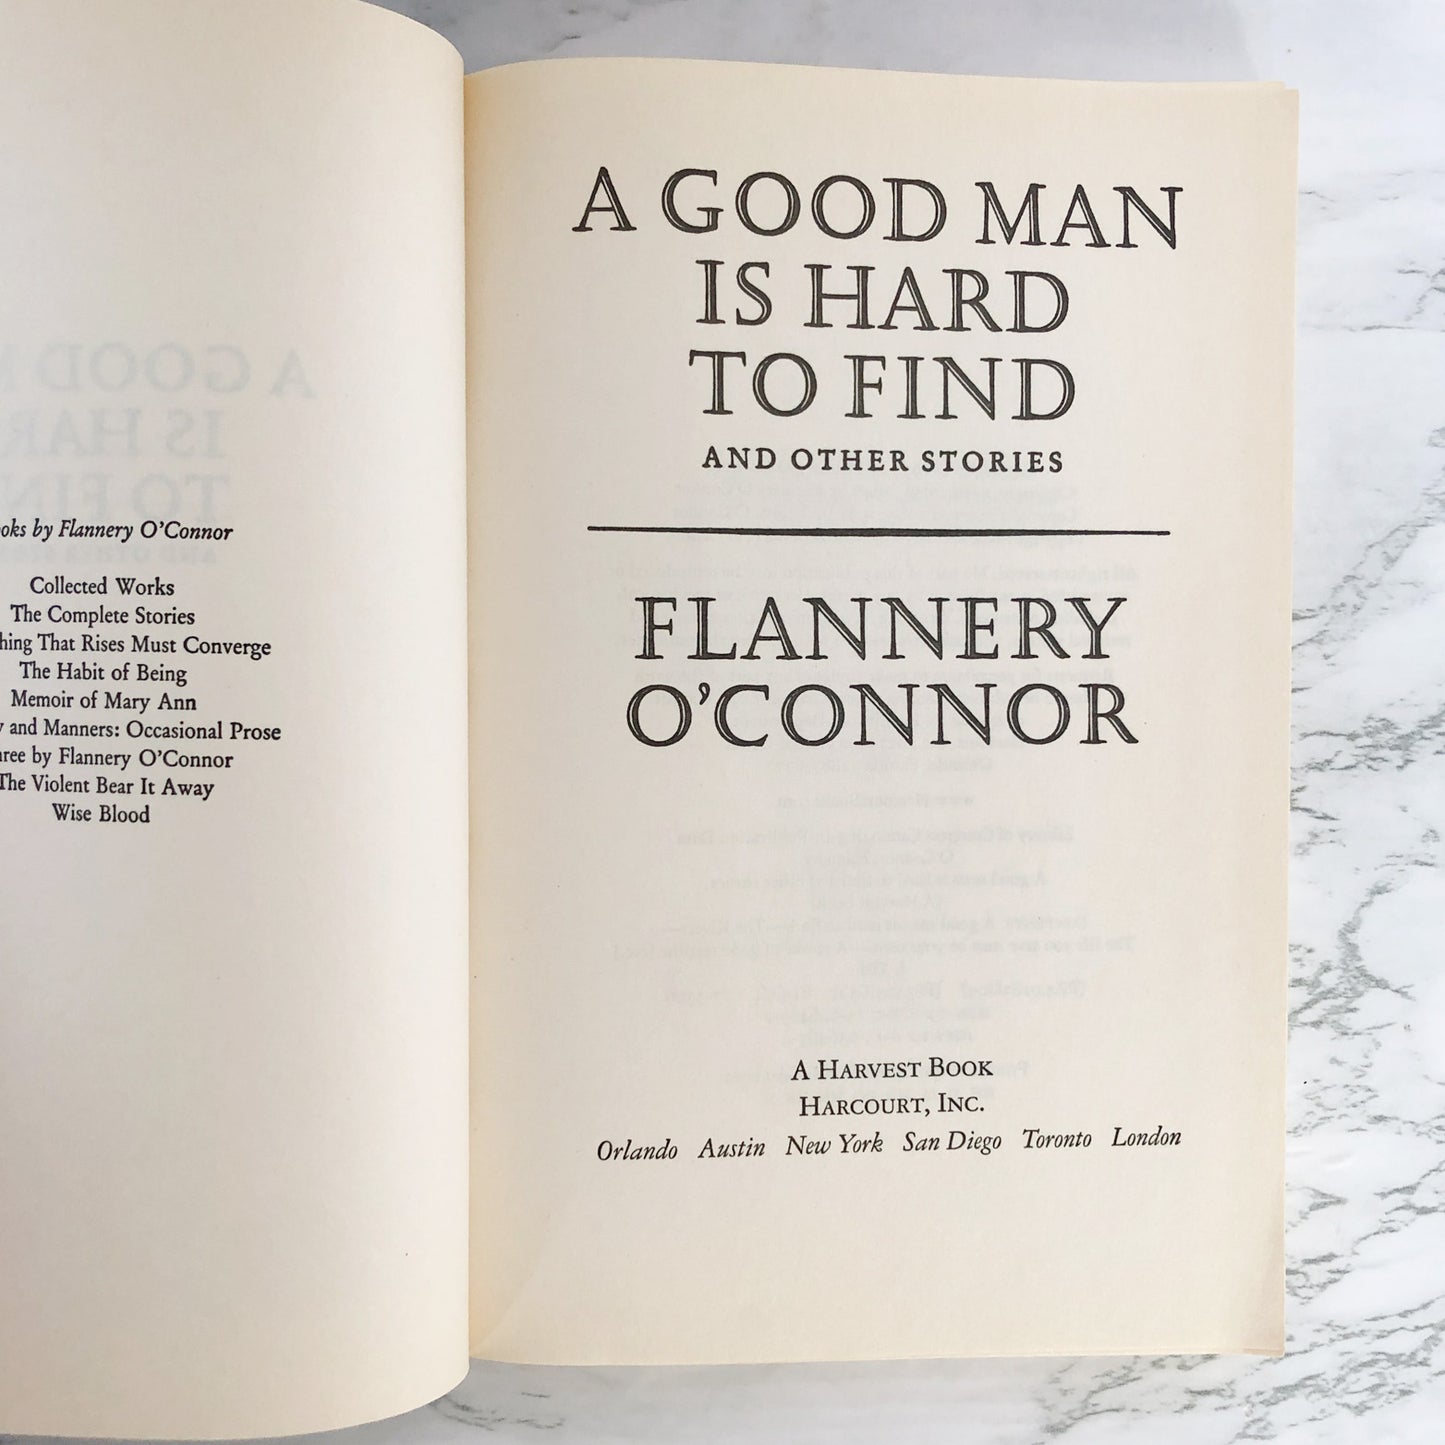 by Flannery O'Connor
Collected Works
The Complete Stories
That Rises Must Converge
The Habit of Being
Memoir of Mary Ann
and Manners: Occasional Prose
by Flannery O'Connor
The Violent Bear It Away
Wise Blood
A GOOD MAN
IS HARD
TO FIND
AND OTHER STORIES
FLANNERY
O'CONNOR
A HARVEST BOOK
HARCOURT, INC.
Orlando Austin New York San Diego Toronto London